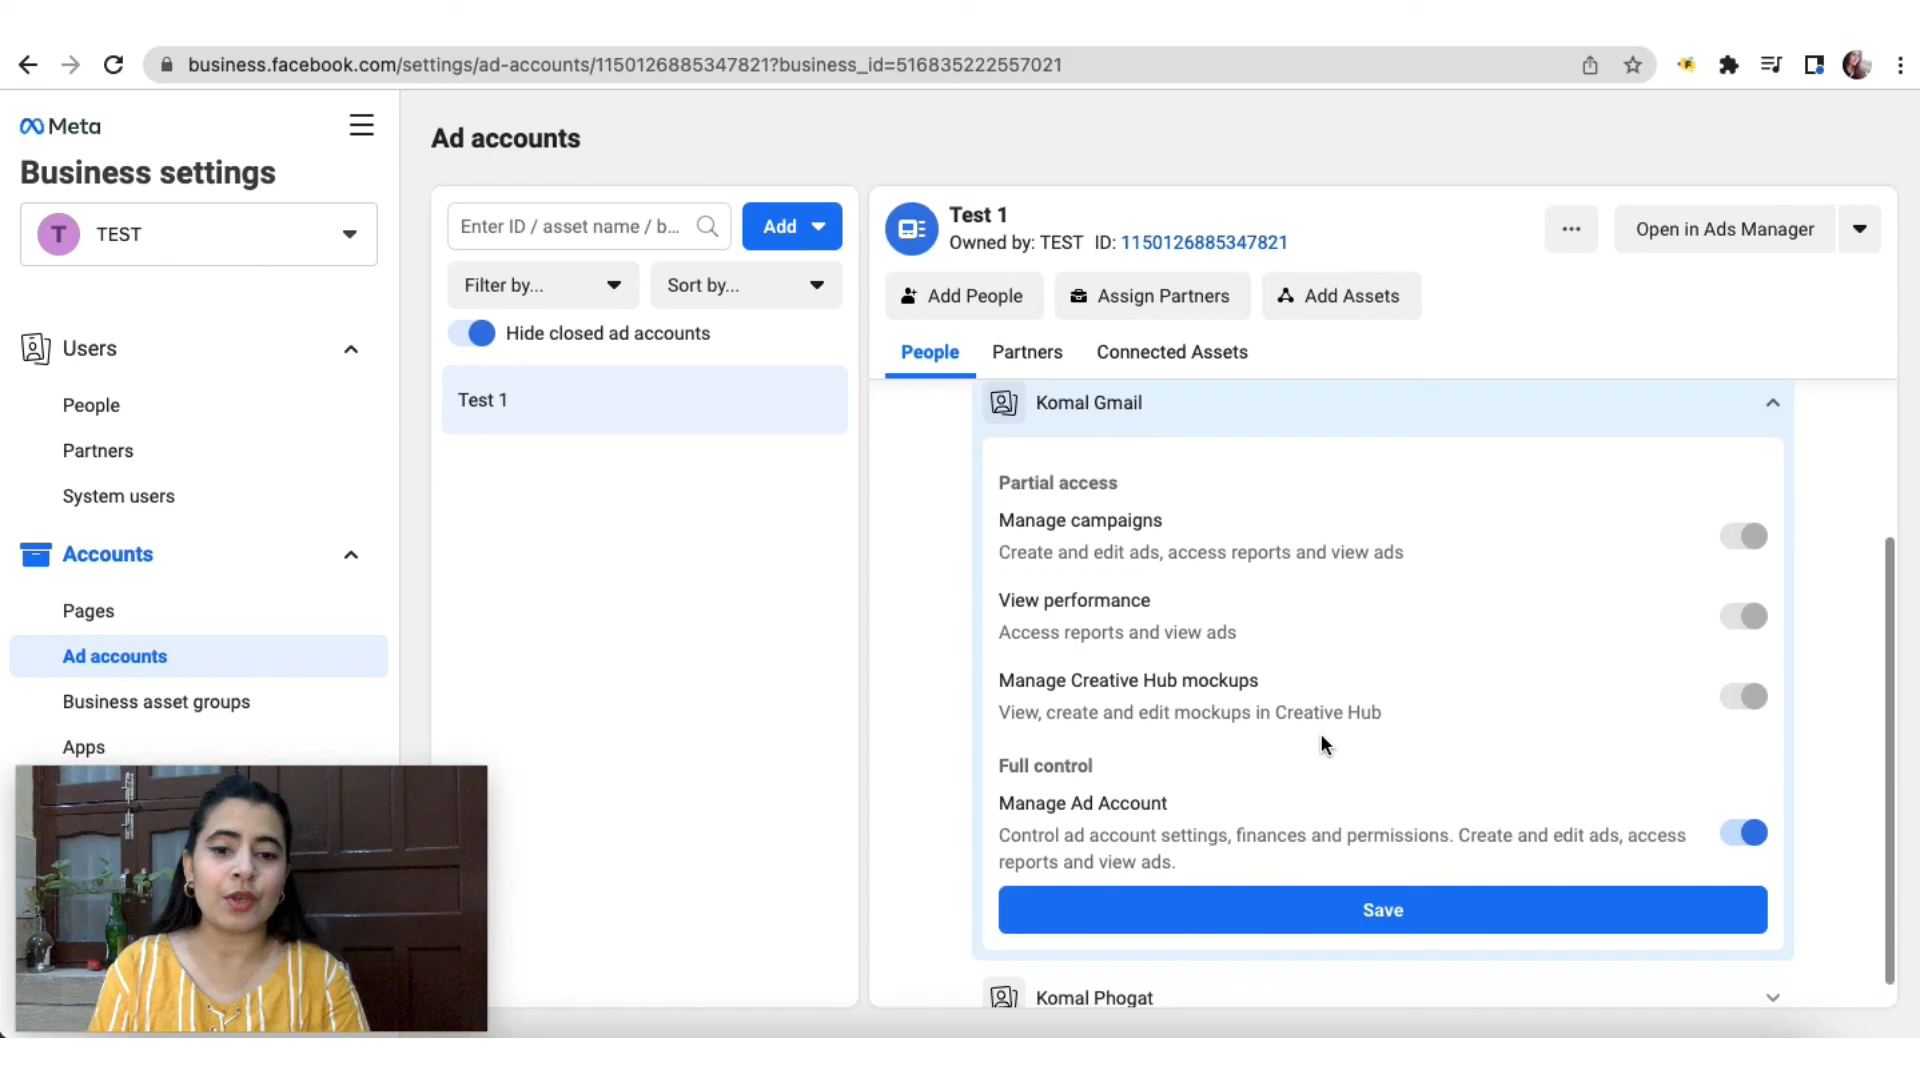 business.facebook.com/settings/ad-accounts/1150126885347821?business_id=516835222557021
Meta
Business settings
T TEST
Users
People
Partners
System users
Accounts
Pages
Ad accounts
Business asset groups
Apps
Ad accounts
Enter ID / asset name / b...
Add
Filter by...
Sort by...
Hide closed ad accounts
Test 1
Test 1
Owned by: TEST ID: 1150126885347821
Open in Ads Manager
Add People
Assign Partners
Add Assets
People
Partners
Connected Assets
Komal Gmail
Partial access
Manage campaigns
Create and edit ads, access reports and view ads
View performance
Access reports and view ads
Manage Creative Hub mockups
View, create and edit mockups in Creative Hub
Full control
Manage Ad Account
Control ad account settings, finances and permissions. Create and edit ads, access
reports and view ads.
Save
Komal Phogat